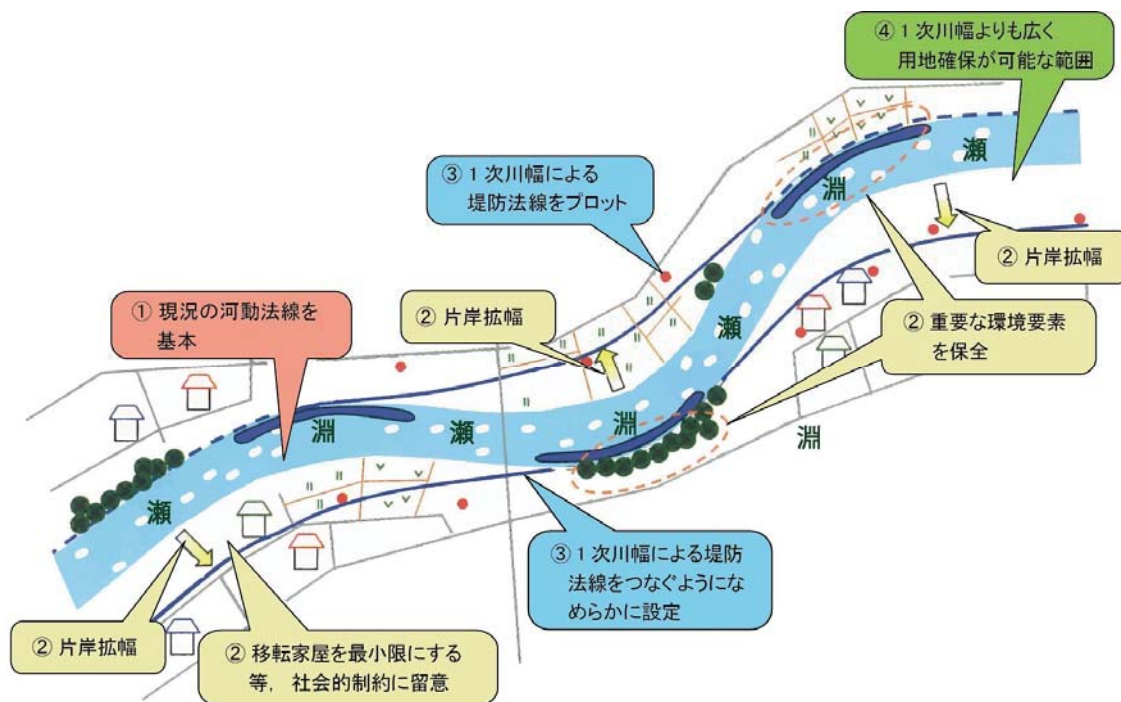 ④ 1 次川幅よりも広く
用地確保が可能な範囲
瀬
③ 1 次川幅による
堤防法線をプロット
淵
② 片岸拡幅
① 現況の河動法線を
基本
② 片岸拡幅
瀬
② 重要な環境要素
を保全
淵
瀬
淵
淵
瀬
③ 1 次川幅による堤防
法線をつなぐようにな
めらかに設定
② 片岸拡幅
② 移転家屋を最小限にする
等，社会的制約に留意